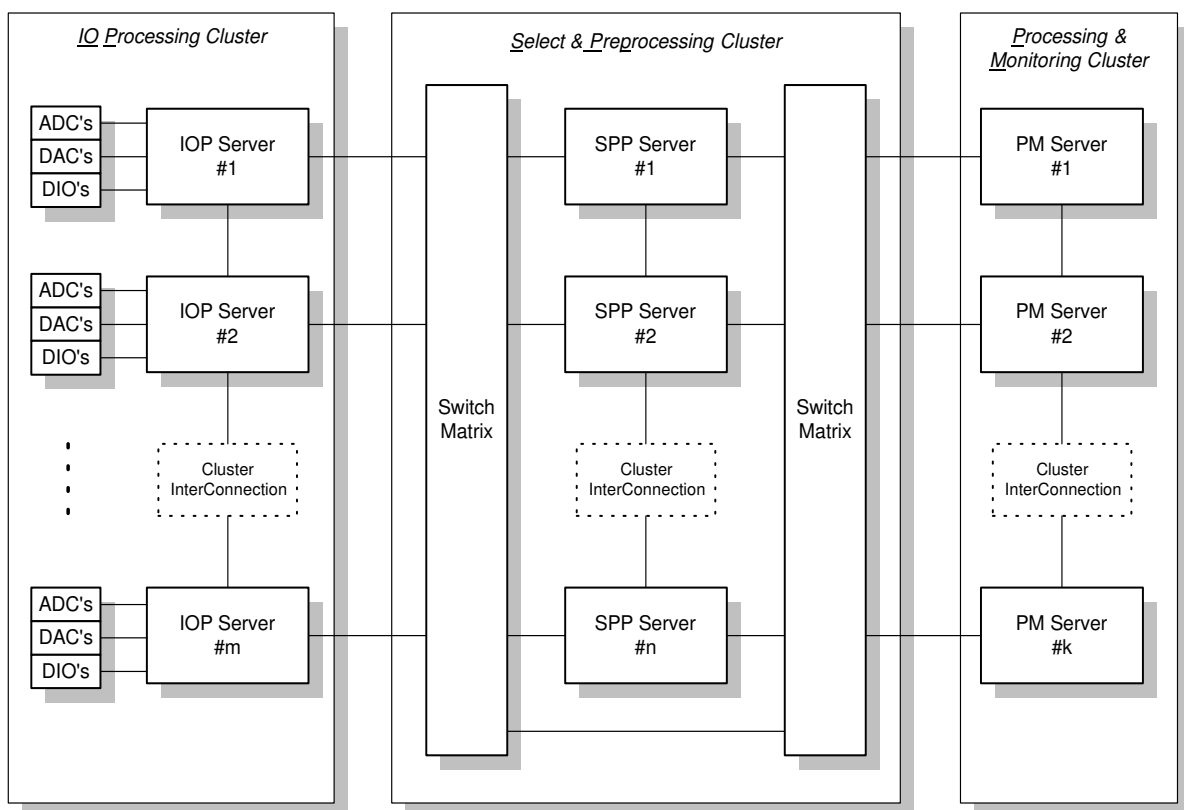 IO Processing Cluster
Select & Preprocessing Cluster
Processing &
Monitoring Cluster
ADC's
DAC's
DIO's
IOP Server
#1
SPP Server
#1
PM Server
#1
ADC's
DAC's
DIO's
IOP Server
#2
SPP Server
#2
PM Server
#2
Switch
Matrix
Switch
Matrix
Cluster
InterConnection
Cluster
InterConnection
Cluster
InterConnection
ADC's
DAC's
DIO's
IOP Server
#m
SPP Server
#n
PM Server
#k